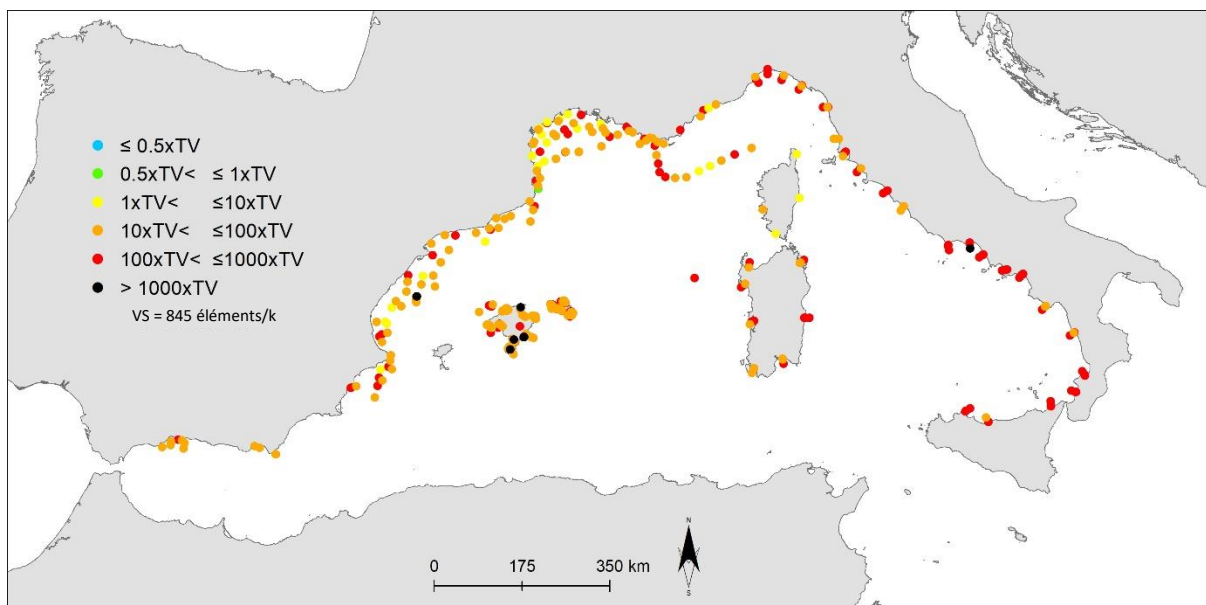 ≤ 0.5xTV
0.5xTV< ≤ 1xTV
1xTV< ≤10xTV
10xTV< ≤100xTV
100xTV< ≤1000xTV
> 1000xTV
VS = 845 éléments/k
N
0 175 350 km
S